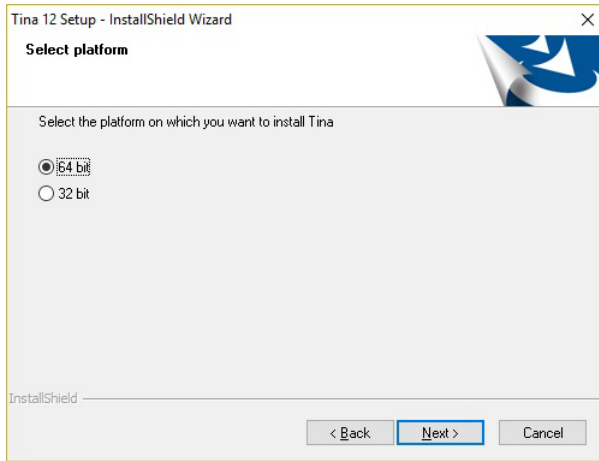 Tina 12 Setup - InstallShield Wizard
Select platform
Select the platform on which you want to install Tina
64 bit
32 bit
InstallShield
< Back
Next >
Cancel